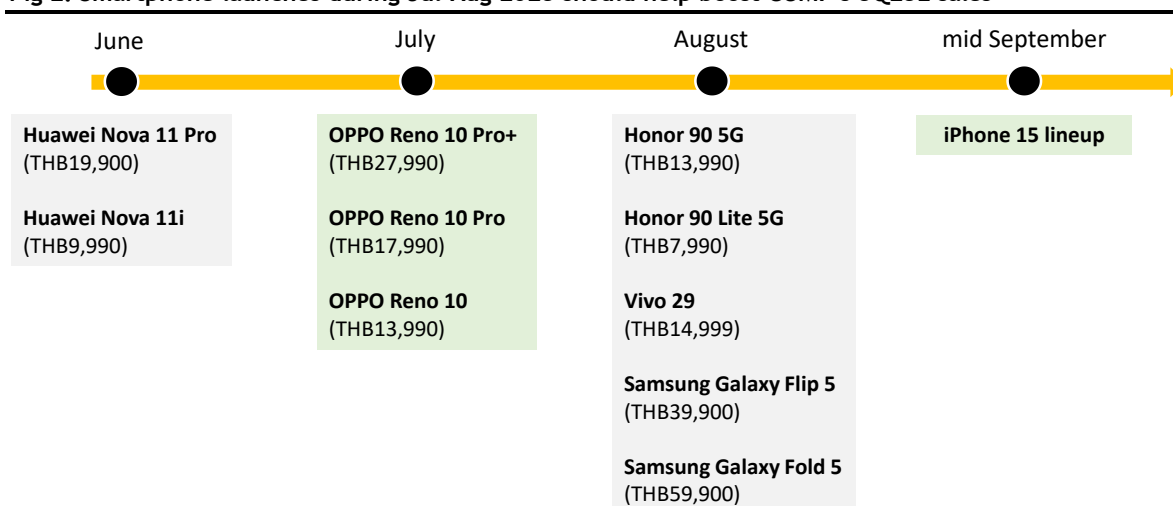 June
July
August
mid September
Huawei Nova 11 Pro
(THB19,900)
Huawei Nova 11i
(THB9,990)
OPPO Reno 10 Pro+
(THB27,990)
OPPO Reno 10 Pro
(THB17,990)
OPPO Reno 10
(THB13,990)
Honor 90 5G
(THB13,990)
Honor 90 Lite 5G
(THB7,990)
Vivo 29
(THB14,999)
Samsung Galaxy Flip 5
(THB39,900)
Samsung Galaxy Fold 5
(THB59,900)
iPhone 15 lineup